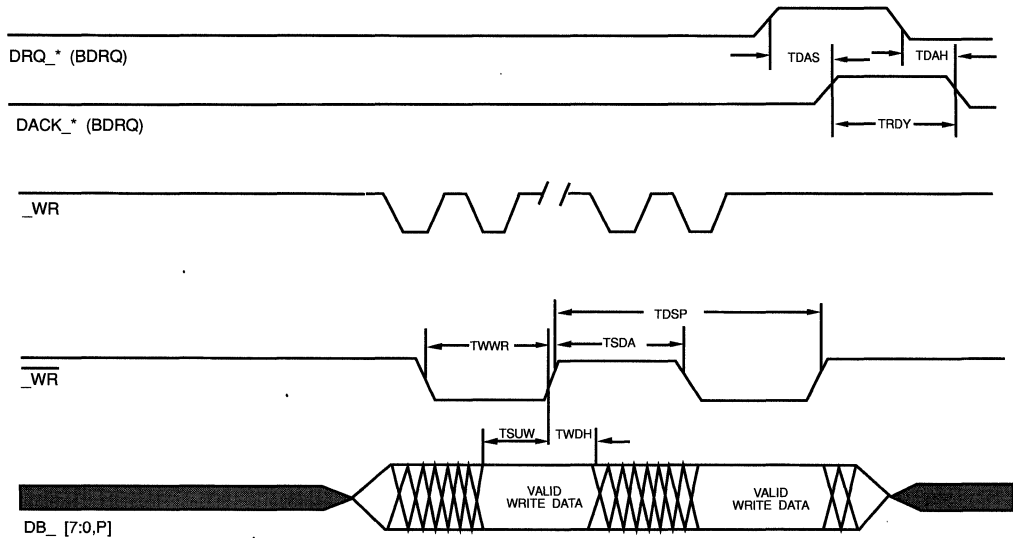 DRQ_* (BDRQ)
TDAS
TDAH
DACK_* (BDRQ)
TRDY
_WR
TDSP
TWWR
TSDA
_WR
TSUW
TWDH
VALID
WRITE DATA
VALID
WRITE DATA
DB_ [7:0,P]